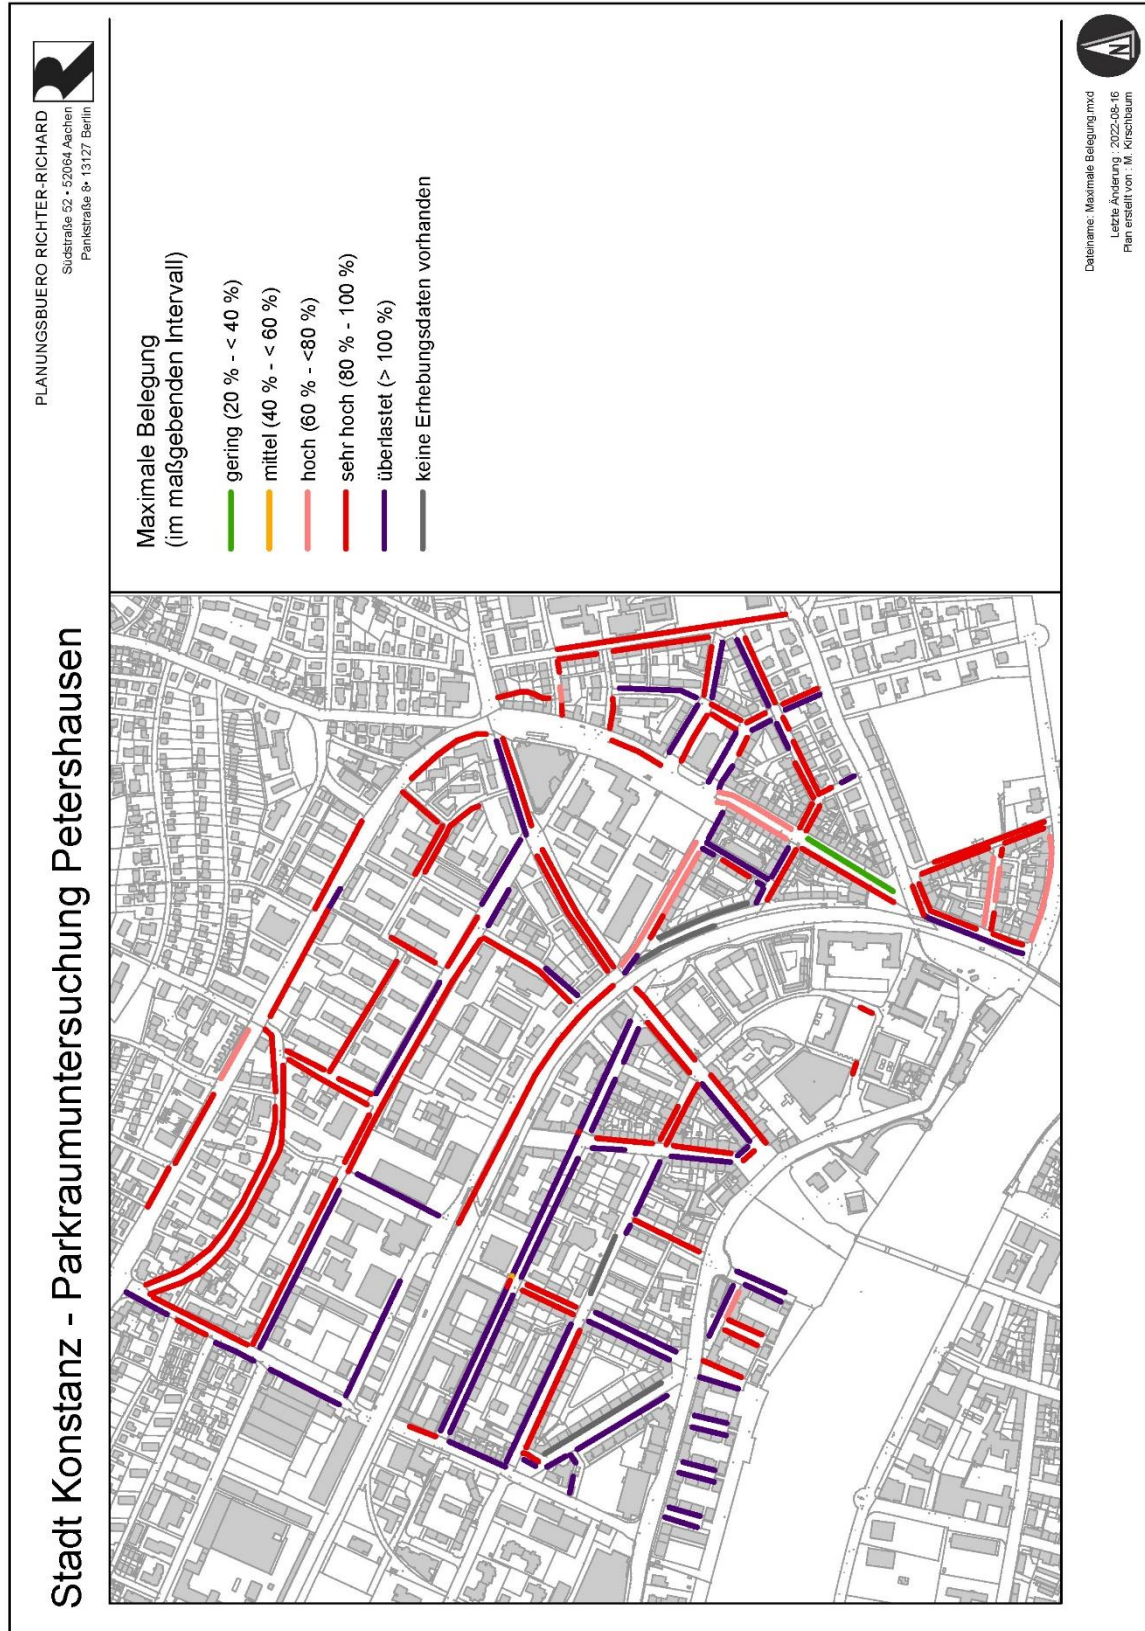 Stadt Konstanz - Parkraumuntersuchung Petershausen
PLANUNGSBUERO RICHTER-RICHARD
Südstraße 52 • 52064 Aachen
Pankstraße 8 • 13127 Berlin
Maximale Belegung
(im maßgebenden Intervall)
gering (20 % - < 40 %)
mittel (40 % - < 60 %)
hoch (60 % - <80 %)
sehr hoch (80 % - 100 %)
überlastet (> 100 %)
keine Erhebungsdaten vorhanden
N
Dateiname: Maximale Belegung.mxd
Letzte Änderung : 2022-08-16
Plan erstellt von : M. Kirschbaum